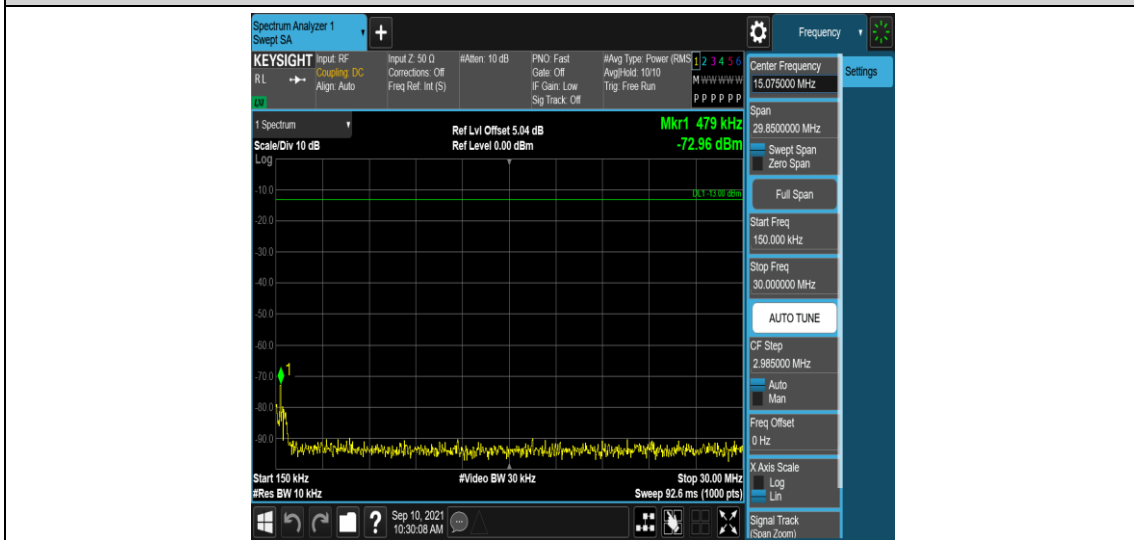 Spectrum Analyzer 1
Swept SA
+
Frequency
KEYSIGHT
RL
LXI
Input: RF
Coupling: DC
Align: Auto
Input Z: 50 Ω
Corrections: Off
Freq Ref: Int (S)
#Atten: 10 dB
PNO: Fast
Gate: Off
IF Gain: Low
Sig Track: Off
#Avg Type: Power (RMS
Avg|Hold: 10/10
Trig: Free Run
1 2 3 4 5 6
M W W W W W
P P P P P P
1 Spectrum
Scale/Div 10 dB
Ref Lvl Offset 5.04 dB
Ref Level 0.00 dBm
Mkr1 479 kHz
-72.96 dBm
Log
DL1 -13.00 dBm
-10.0
-20.0
-30.0
-40.0
-50.0
-60.0
-70.0
1
-80.0
-90.0
Start 150 kHz
#Video BW 30 kHz
Stop 30.00 MHz
#Res BW 10 kHz
Sweep 92.6 ms (1000 pts)
?
Sep 10, 2021
10:30:08 AM
Settings
Center Frequency
15.075000 MHz
Span
29.8500000 MHz
Swept Span
Zero Span
Full Span
Start Freq
150.000 kHz
Stop Freq
30.000000 MHz
AUTO TUNE
CF Step
2.985000 MHz
Auto
Man
Freq Offset
0 Hz
X Axis Scale
Log
Lin
Signal Track
(Span Zoom)